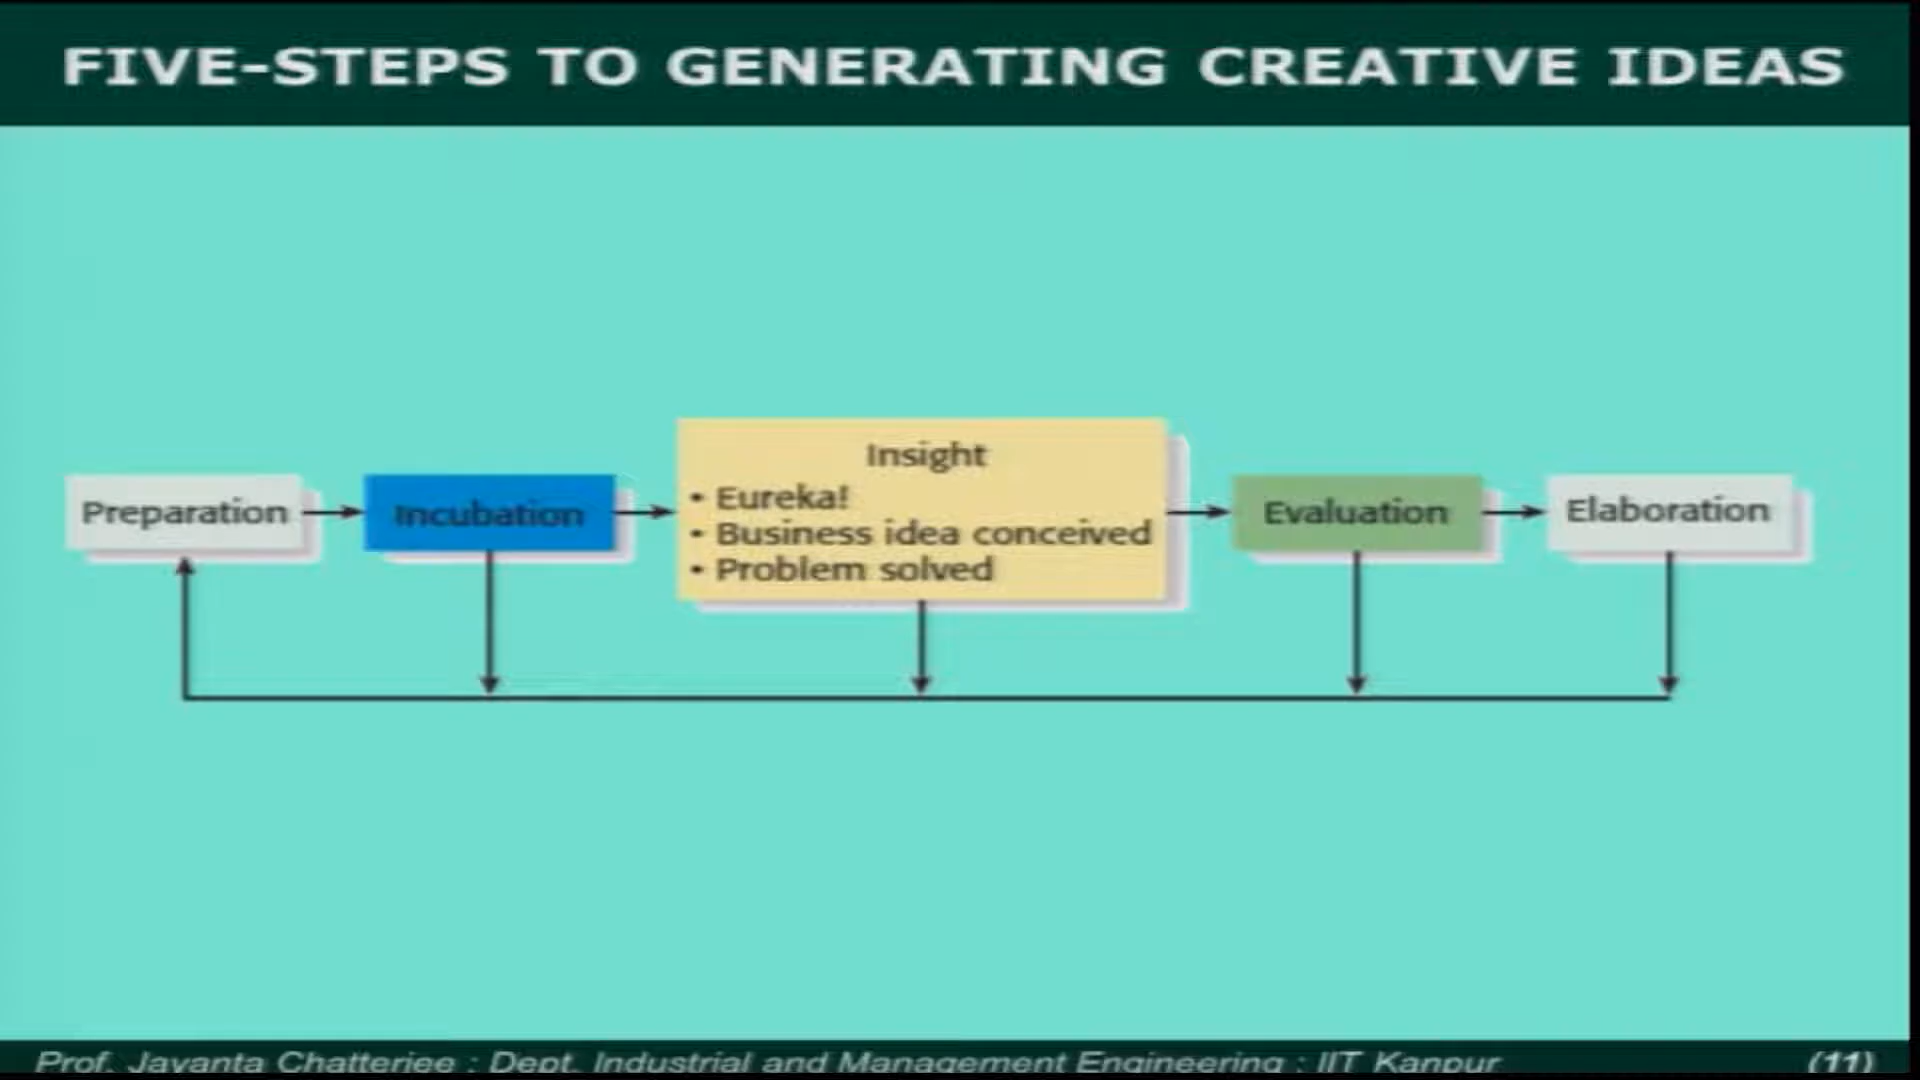 FIVE-STEPS TO GENERATING CREATIVE IDEAS
Preparation
Incubation
Insight
• Eureka!
• Business idea conceived
• Problem solved
Evaluation
Elaboration
Prof. Jayanta Chatterjee : Dept. Industrial and Management Engineering : IIT Kanpur
(11)